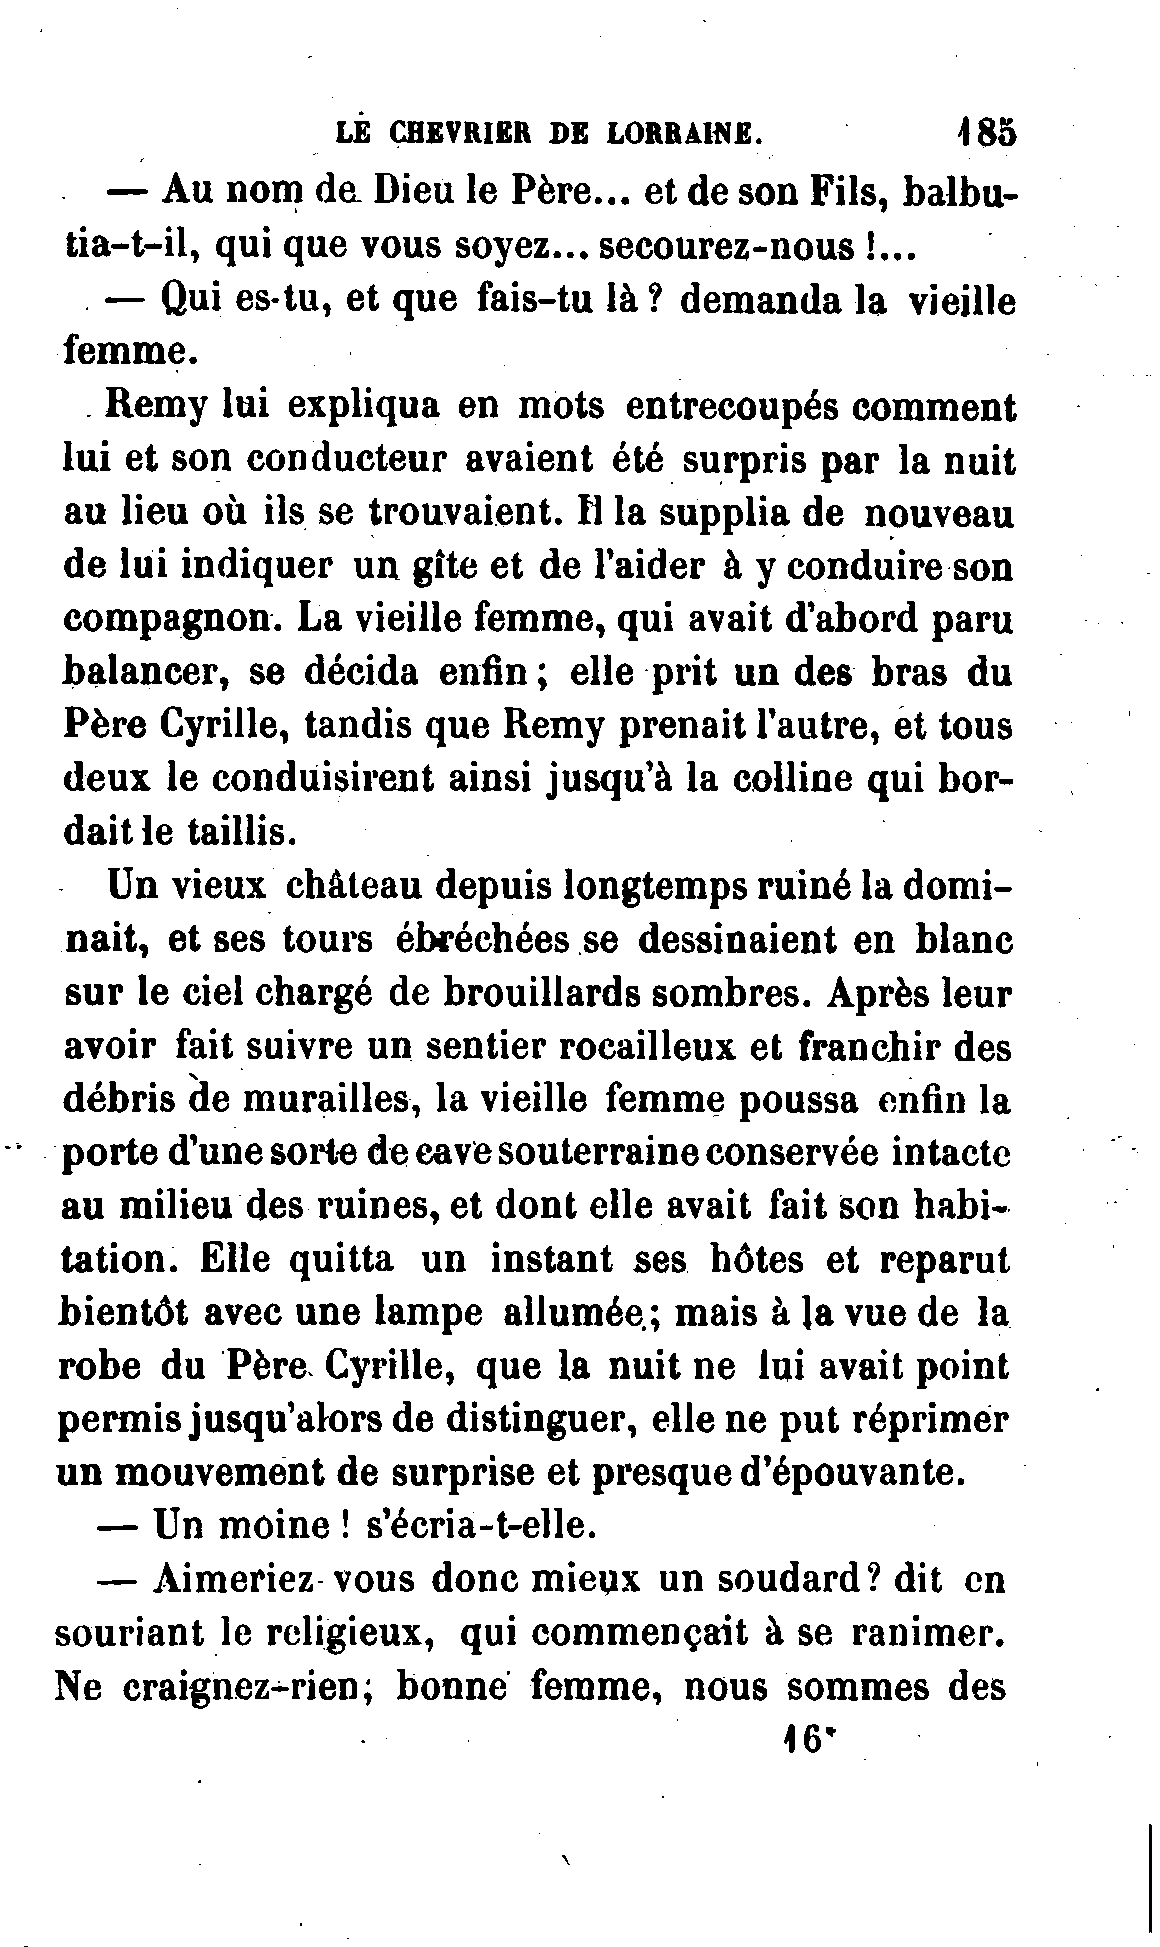 LE CHEVRIER DE LORRAINE. 185
— Au nom de Dieu le Père... et de son Fils, balbu-
tia-t-il, qui que vous soyez... secourez-nous !...
— Qui es-tu, et que fais-tu là ? demanda la vieille
femme.
Remy lui expliqua en mots entrecoupés comment
lui et son conducteur avaient été surpris par la nuit
au lieu où ils se trouvaient. Il la supplia de nouveau
de lui indiquer un gîte et de l'aider à y conduire son
compagnon. La vieille femme, qui avait d'abord paru
balancer, se décida enfin ; elle prit un des bras du
Père Cyrille, tandis que Remy prenait l'autre, et tous
deux le conduisirent ainsi jusqu'à la colline qui bor-
dait le taillis.
Un vieux château depuis longtemps ruiné la domi-
nait, et ses tours ébréchées se dessinaient en blanc
sur le ciel chargé de brouillards sombres. Après leur
avoir fait suivre un sentier rocailleux et franchir des
débris de murailles, la vieille femme poussa enfin la
porte d'une sorte de cave souterraine conservée intacte
au milieu des ruines, et dont elle avait fait son habi-
tation. Elle quitta un instant ses hôtes et reparut
bientôt avec une lampe allumée ; mais à la vue de la
robe du Père Cyrille, que la nuit ne lui avait point
permis jusqu'alors de distinguer, elle ne put réprimer
un mouvement de surprise et presque d'épouvante.
— Un moine ! s'écria-t-elle.
— Aimeriez-vous donc mieux un soudard ? dit en
souriant le religieux, qui commençait à se ranimer.
Ne craignez-rien; bonne femme, nous sommes des
16*